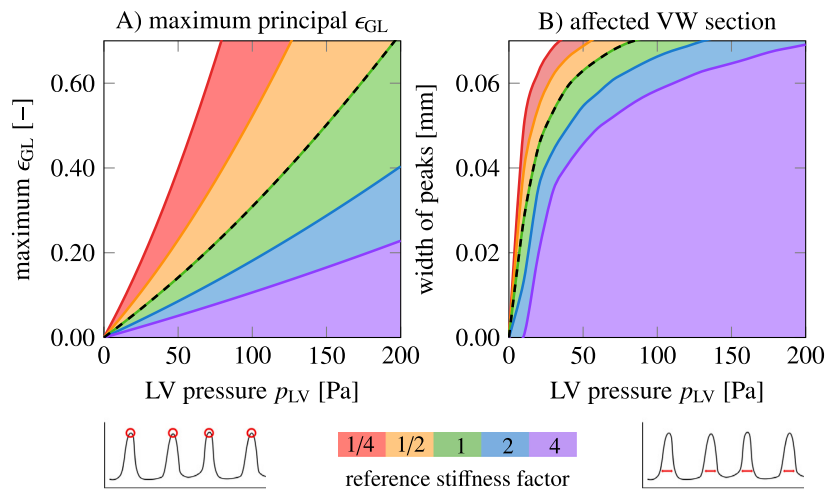 A) maximum principal ϵGL
B) affected VW section
maximum ϵGL [−]
0.60
0.40
0.20
0.00
0
50
100
150
200
LV pressure pLV [Pa]
width of peaks [mm]
0.06
0.04
0.02
0.00
0
50
100
150
200
LV pressure pLV [Pa]
1/4 1/2 1 2 4
reference stiffness factor